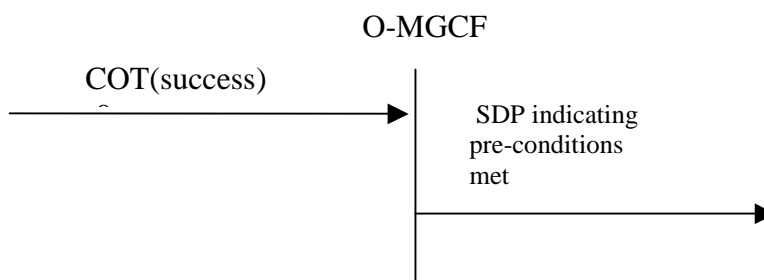 O-MGCF
COT(success)
SDP indicating
pre-conditions
met